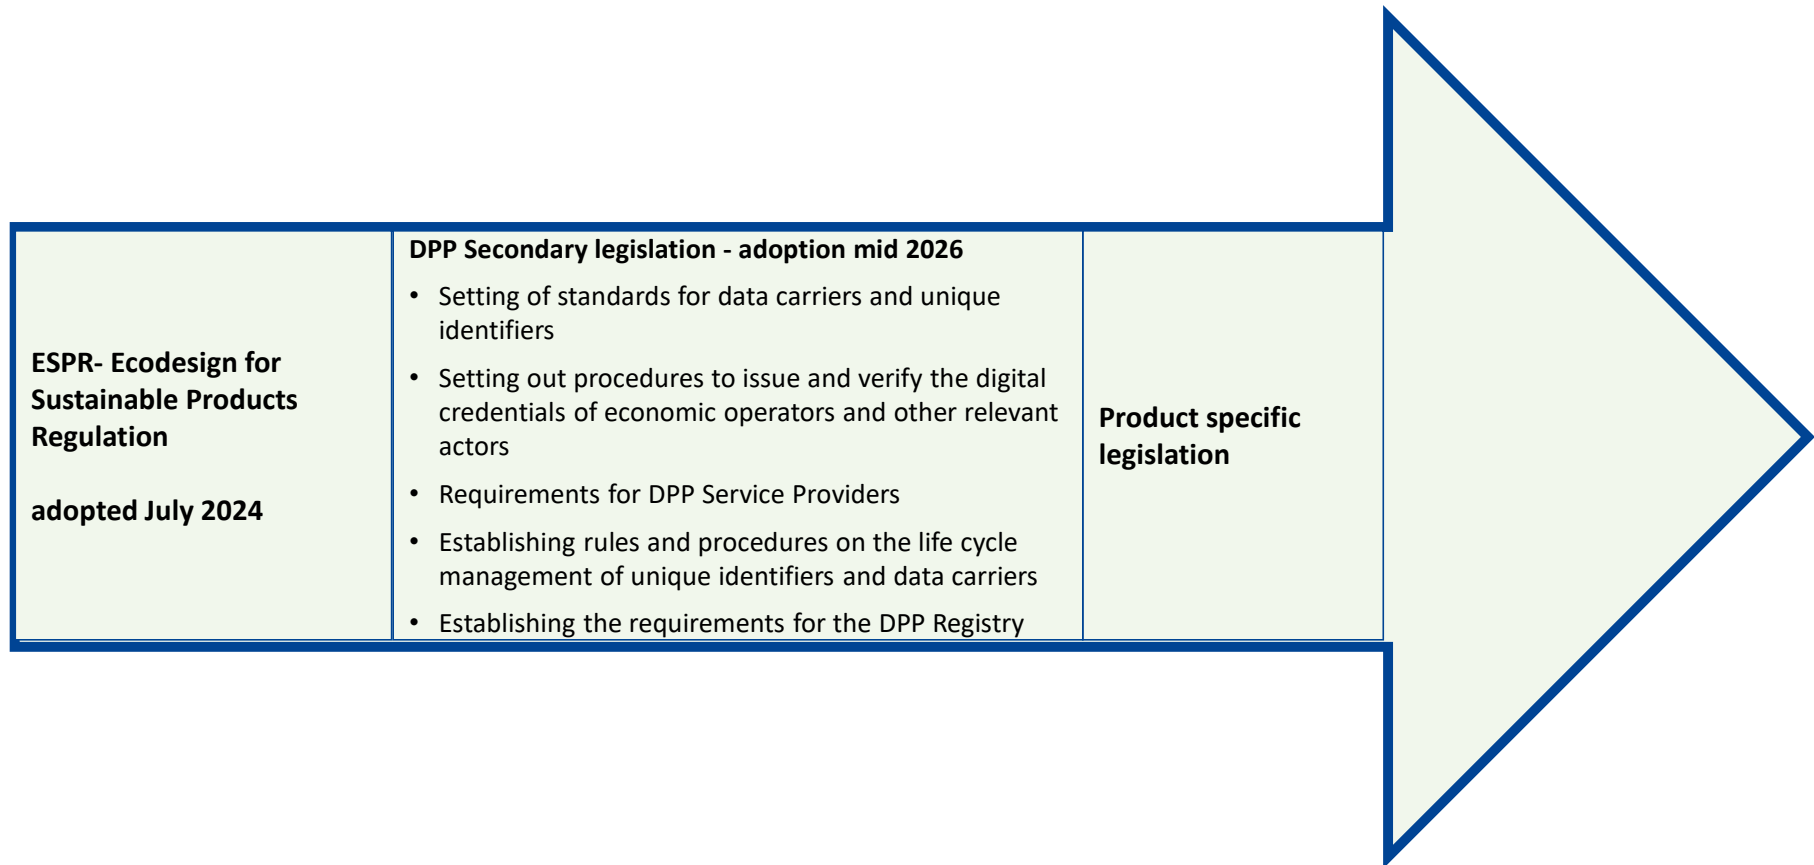 ESPR- Ecodesign for
Sustainable Products
Regulation
adopted July 2024
DPP Secondary legislation - adoption mid 2026
• Setting of standards for data carriers and unique
identifiers
• Setting out procedures to issue and verify the digital
credentials of economic operators and other relevant
actors
• Requirements for DPP Service Providers
• Establishing rules and procedures on the life cycle
management of unique identifiers and data carriers
• Establishing the requirements for the DPP Registry
Product specific
legislation